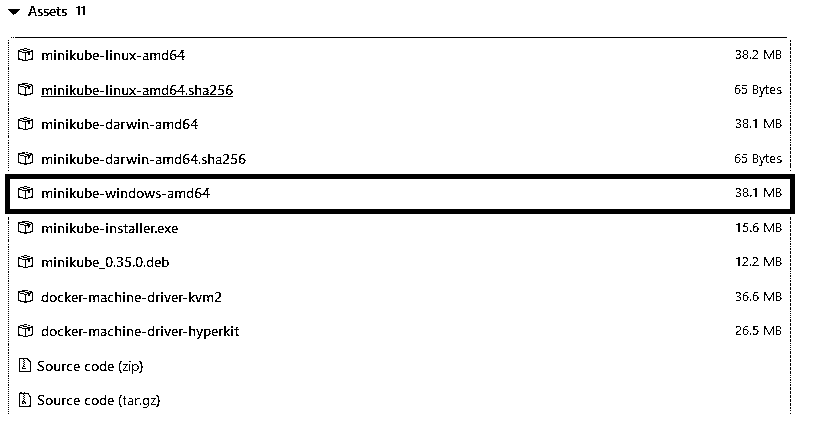 Assets 11
minikube-linux-amd64 38.2 MB
minikube-linux-amd64.sha256 65 Bytes
minikube-darwin-amd64 38.1 MB
minikube-darwin-amd64.sha256 65 Bytes
minikube-windows-amd64 38.1 MB
minikube-installer.exe 15.6 MB
minikube_0.35.0.deb 12.2 MB
docker-machine-driver-kvm2 36.6 MB
docker-machine-driver-hyperkit 26.5 MB
Source code (zip)
Source code (tar.gz)